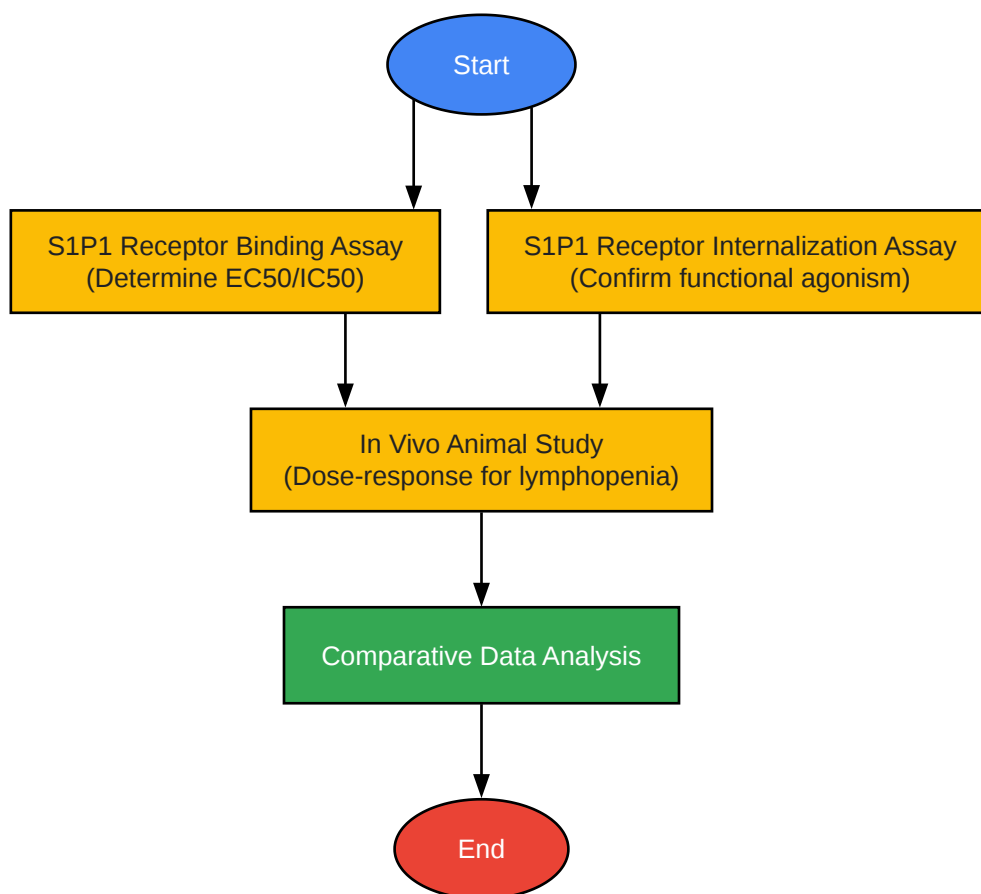 Start
S1P1 Receptor Binding Assay
(Determine EC50/IC50)
S1P1 Receptor Internalization Assay
(Confirm functional agonism)
In Vivo Animal Study
(Dose-response for lymphopenia)
Comparative Data Analysis
End